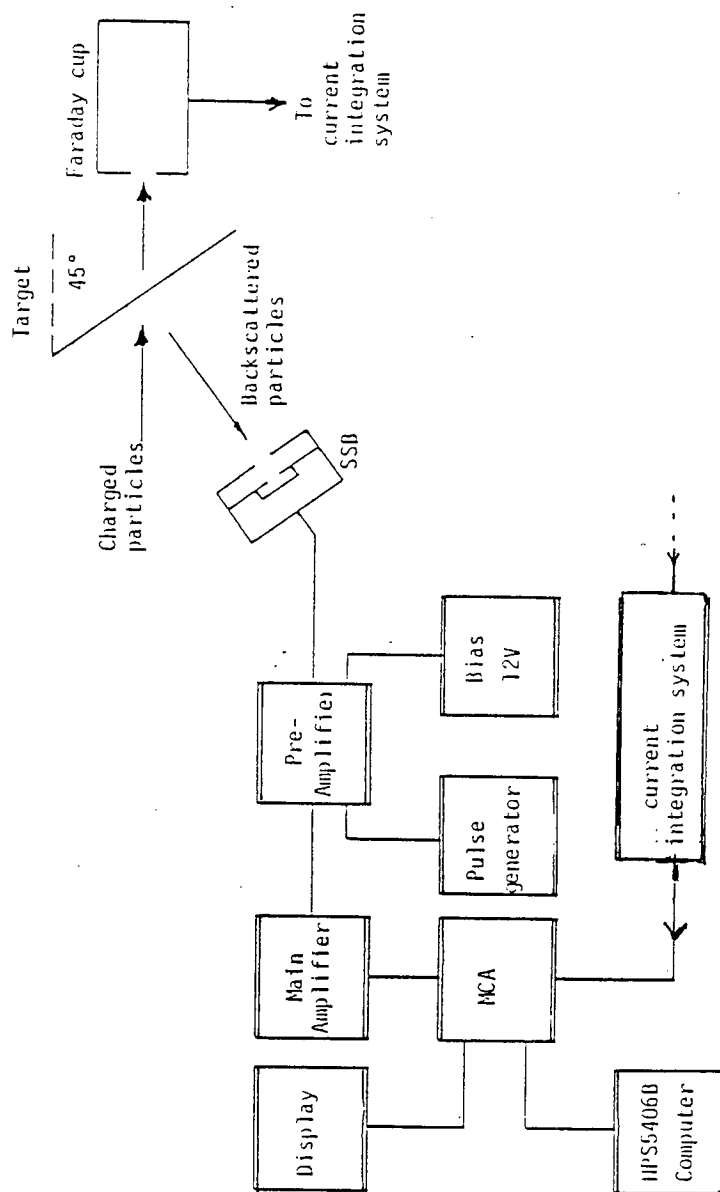 Target
45°
Faraday cup
To
current
integration
system
Charged
particles
Backscattered
particles
SSB
Pre-
Amplifier
Bias
12V
Main
Amplifier
Pulse
generator
current
integration system
Display
MCA
HPS5406B
Computer